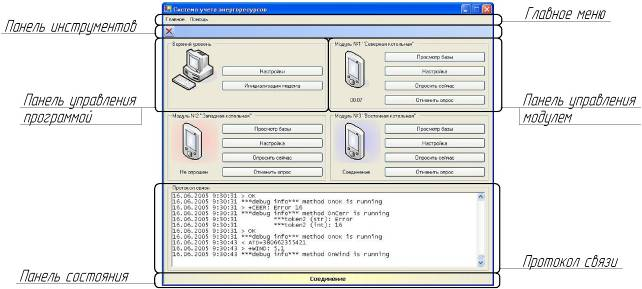 Система учета энергоресурсов
Главное Помощь
Главное меню
Панель инструментов
Верхний уровень
Настройки
Инициализация модема
Модуль №1 "Северная котельная"
Просмотр базы
Настройка
Опросить сейчас
Отменить опрос
00:07
Панель управления
программой
Панель управления
модулем
Модуль №2 "Западная котельная"
Просмотр базы
Настройка
Опросить сейчас
Отменить опрос
Не опрошен
Модуль №3 "Восточная котельная"
Просмотр базы
Настройка
Опросить сейчас
Отменить опрос
Соединение
Протокол связи
16.06.2005 9:30:31 > OK
16.06.2005 9:30:31 ***debug info*** method OnOK is running
16.06.2005 9:30:31 > +CEER: Error 16
16.06.2005 9:30:31 ***debug info*** method OnCerr is running
16.06.2005 9:30:31 ***token2 (str): Error
16.06.2005 9:30:31 ***token2 (int): 16
16.06.2005 9:30:31 > OK
16.06.2005 9:30:31 ***debug info*** method OnOK is running
16.06.2005 9:30:43 < ATD=380662355421
16.06.2005 9:30:43 > +WIND: 5,1
16.06.2005 9:30:43 ***debug info*** method OnWind is running
Протокол связи
Панель состояния
Соединение